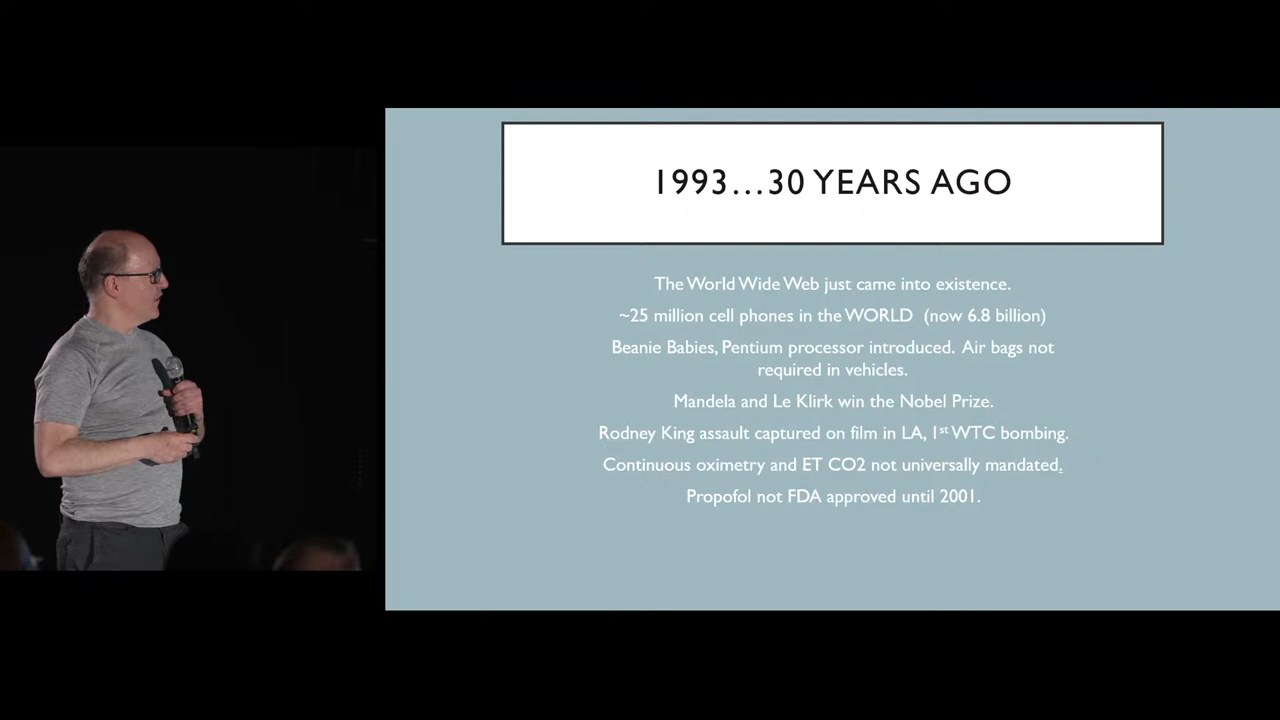 1993...30 YEARS AGO
The World Wide Web just came into existence.
~25 million cell phones in the WORLD (now 6.8 billion)
Beanie Babies, Pentium processor introduced. Air bags not
required in vehicles.
Mandela and Le Klirk win the Nobel Prize.
Rodney King assault captured on film in LA, 1st WTC bombing.
Continuous oximetry and ET CO2 not universally mandated.
Propofol not FDA approved until 2001.